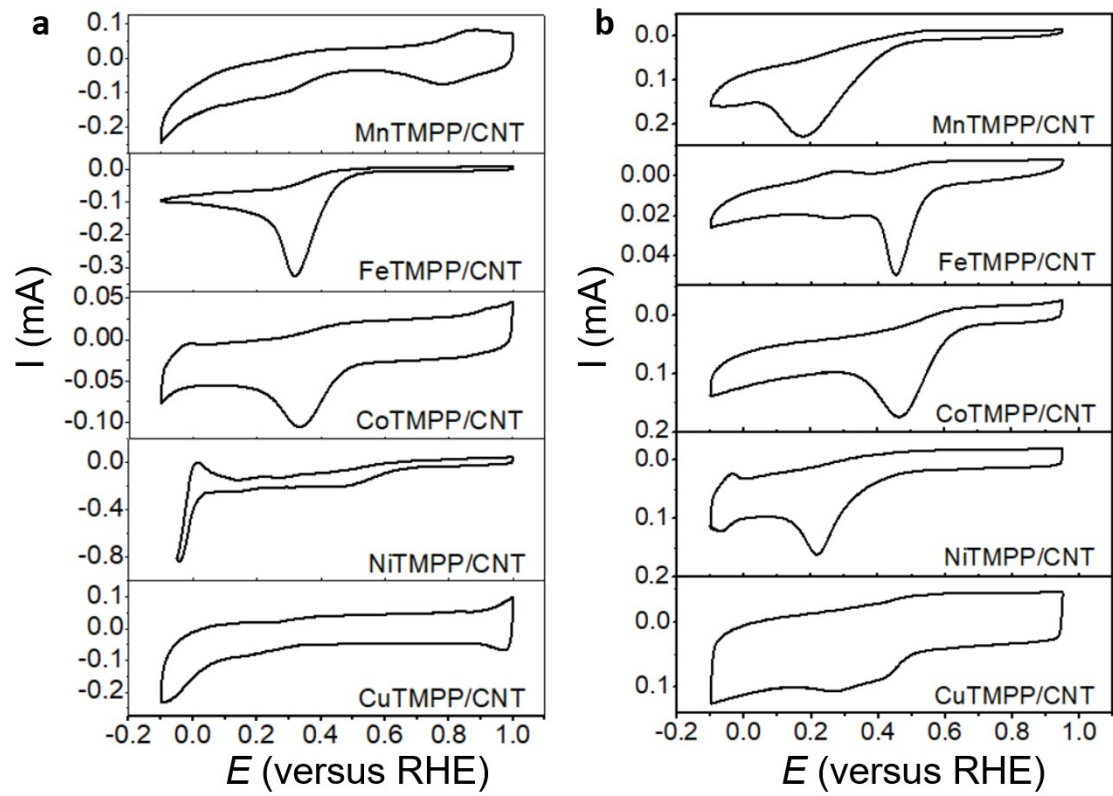 a
I (mA)
0.1
0.0
-0.1
-0.2
MnTMPP/CNT
0.0
-0.1
-0.2
-0.3
FeTMPP/CNT
0.05
0.00
-0.05
-0.10
CoTMPP/CNT
0.0
-0.4
-0.8
NiTMPP/CNT
0.1
0.0
-0.1
-0.2
CuTMPP/CNT
-0.2 0.0 0.2 0.4 0.6 0.8 1.0
E (versus RHE)
b
I (mA)
0.0
0.1
0.2
MnTMPP/CNT
0.00
0.02
0.04
FeTMPP/CNT
0.0
0.1
0.2
CoTMPP/CNT
0.0
0.1
0.2
NiTMPP/CNT
0.0
0.1
CuTMPP/CNT
-0.2 0.0 0.2 0.4 0.6 0.8 1.0
E (versus RHE)